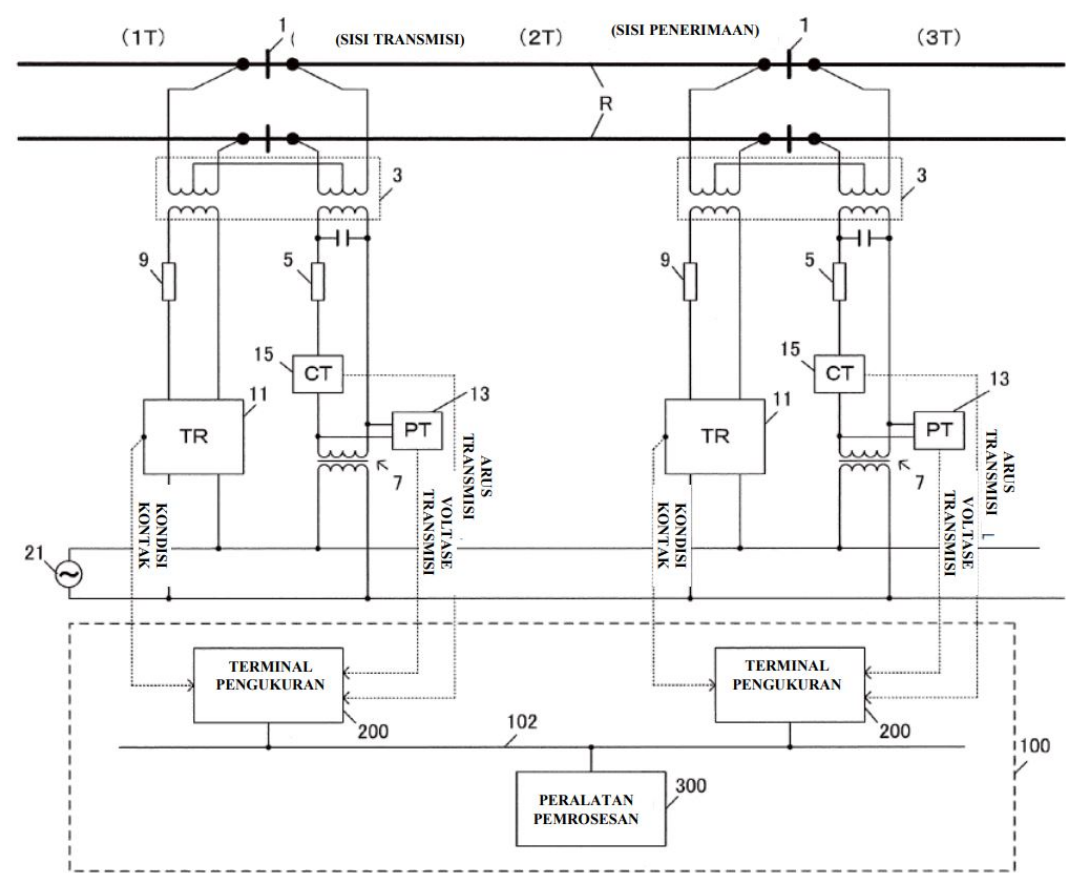 (1T)
1
(
(SISI TRANSMISI)
(2T)
(SISI PENERIMAAN)
1
(3T)
R
3
3
9
5
9
5
15
CT
15
CT
11
TR
13
PT
7
11
TR
13
PT
7
KONDISI
KONTAK
ARUS
TRANSMISI
VOLTASE
TRANSMISI
KONDISI
KONTAK
ARUS
TRANSMISI
VOLTASE
TRANSMISI
L
21
TERMINAL
PENGUKURAN
200
TERMINAL
PENGUKURAN
200
102
100
PERALATAN
PEMROSESAN
300